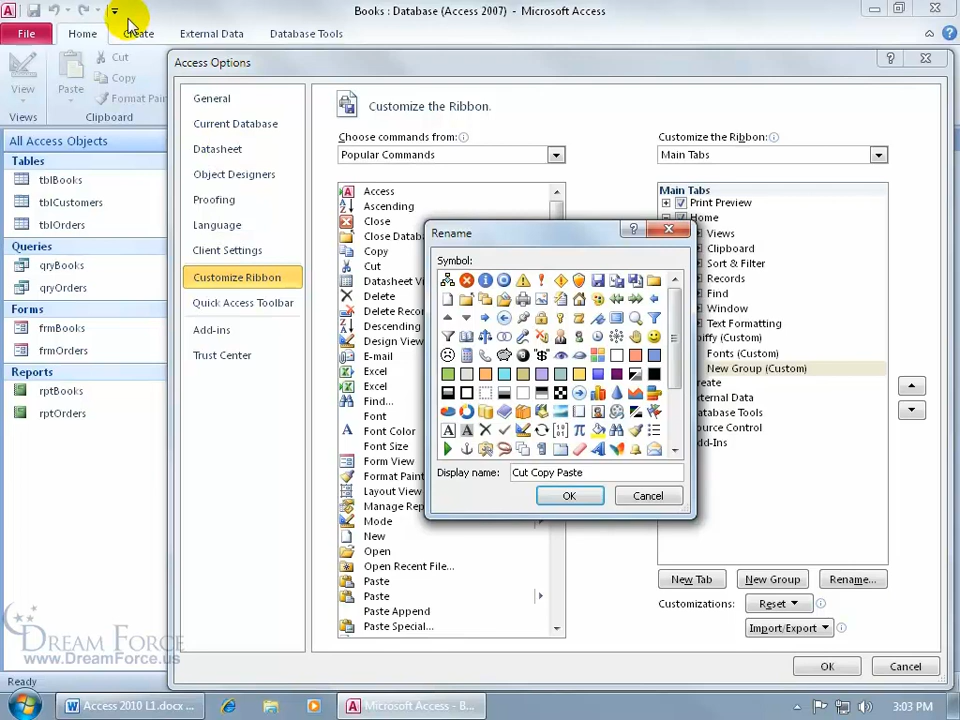 Books : Database (Access 2007) - Microsoft Access
File
Home
Create
External Data
Database Tools
View
Views
Paste
Cut
Copy
Format Pain
Clipboard
All Access Objects
Tables
tblBooks
tblCustomers
tblOrders
Queries
qryBooks
qryOrders
Forms
frmBooks
frmOrders
Reports
rptBooks
rptOrders
Access Options
General
Current Database
Datasheet
Object Designers
Proofing
Language
Client Settings
Customize Ribbon
Quick Access Toolbar
Add-ins
Trust Center
Customize the Ribbon.
Choose commands from:
Popular Commands
Access
Ascending
Close
Close Datab
Copy
Cut
Datasheet V
Delete
Delete Reco
Descending
Design View
E-mail
Excel
Excel
Find...
Font
Font Color
Font Size
Form View
Format Paint
Layout View
Manage Rep
Mode
New
Open
Open Recent File...
Paste
Paste
Paste Append
Paste Special...
Rename
Symbol:
Display name:
Cut Copy Paste
OK
Cancel
Customize the Ribbon:
Main Tabs
Main Tabs
Print Preview
Home
Views
Clipboard
Sort & Filter
Records
Find
Window
Text Formatting
iffy (Custom)
Fonts (Custom)
New Group (Custom)
reate
ternal Data
atabase Tools
ource Control
dd-Ins
New Tab
New Group
Rename...
Customizations:
Reset
Import/Export
OK
Cancel
DREAM FORCE
www.DreamForce.us
Ready
Access 2010 L1.docx ...
Microsoft Access - B...
3:03 PM